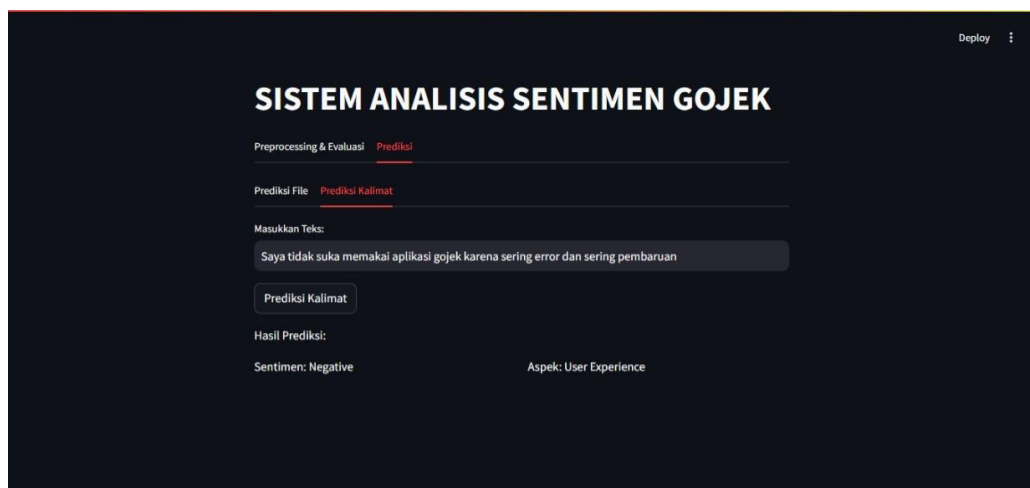 Deploy
SISTEM ANALISIS SENTIMEN GOJEK
Preprocessing & Evaluasi Prediksi
Prediksi File Prediksi Kalimat
Masukkan Teks:
Saya tidak suka memakai aplikasi gojek karena sering error dan sering pembaruan
Prediksi Kalimat
Hasil Prediksi:
Sentimen: Negative Aspek: User Experience